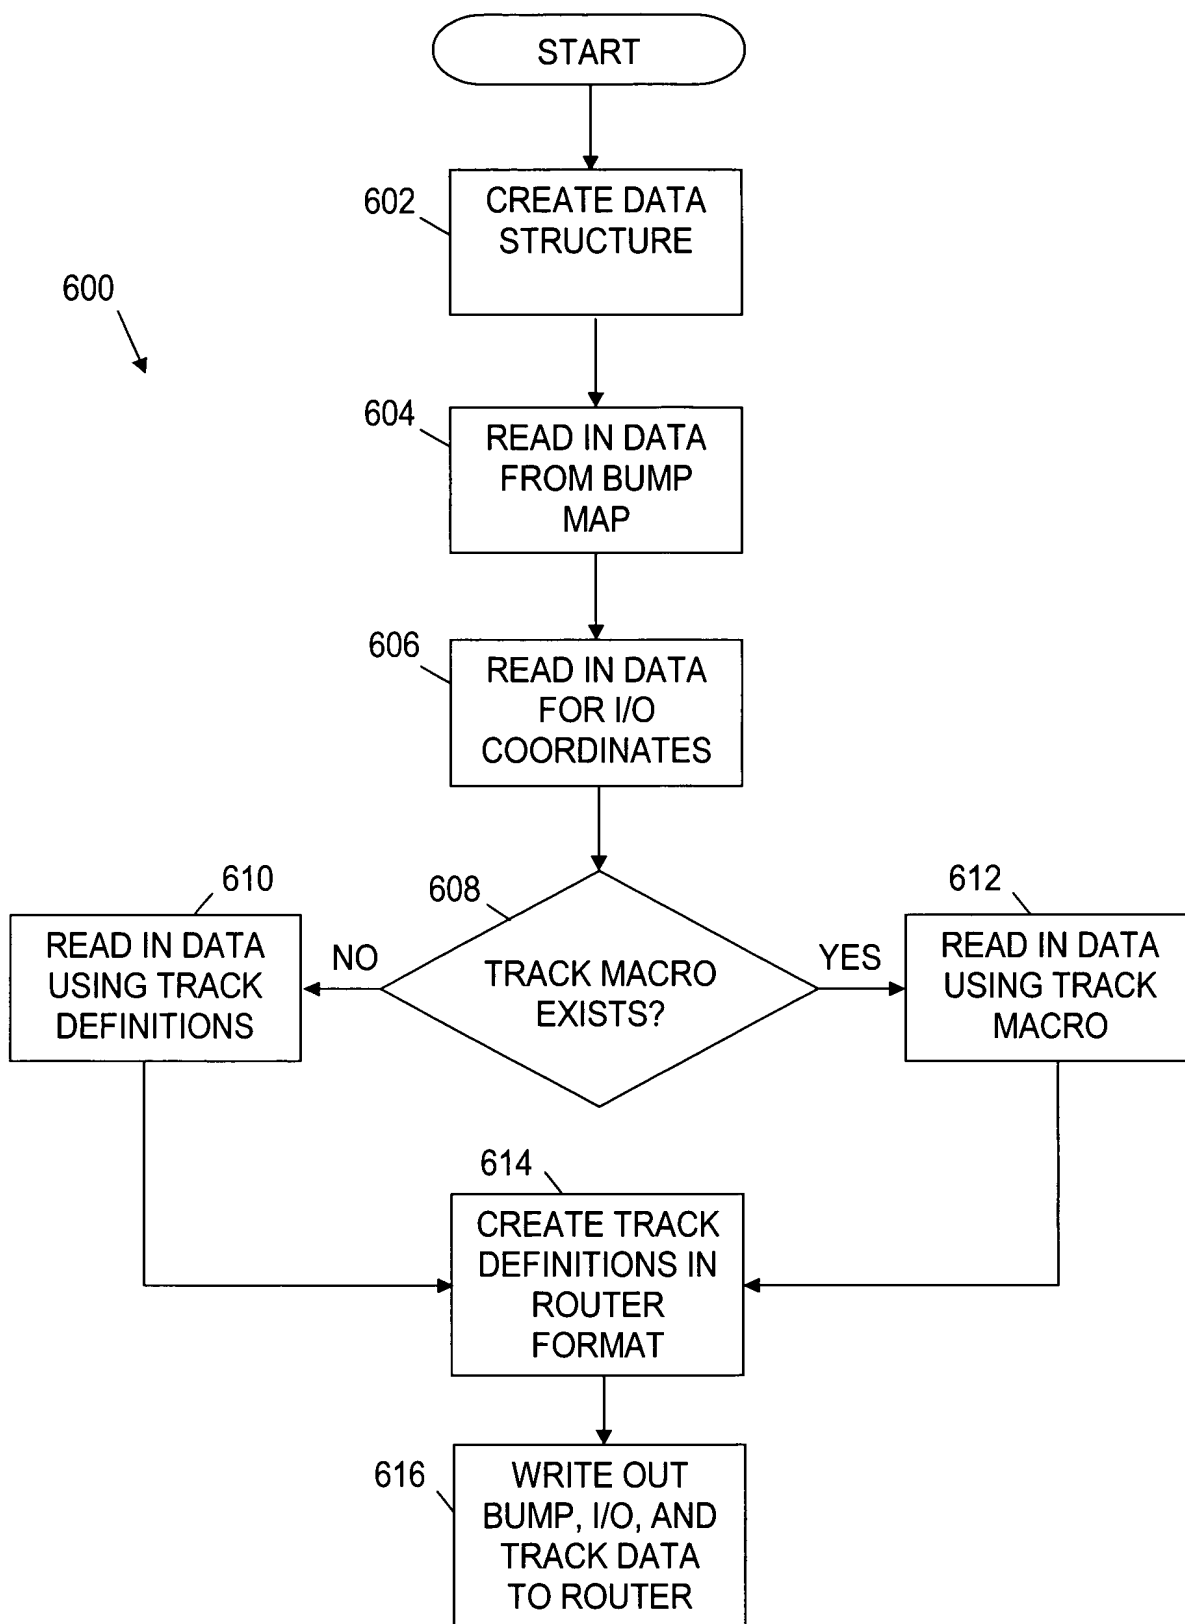 START
602
CREATE DATA
STRUCTURE
600
604
READ IN DATA
FROM BUMP
MAP
606
READ IN DATA
FOR I/O
COORDINATES
610
608
612
READ IN DATA
USING TRACK
DEFINITIONS
NO
TRACK MACRO
EXISTS?
YES
READ IN DATA
USING TRACK
MACRO
614
CREATE TRACK
DEFINITIONS IN
ROUTER
FORMAT
616
WRITE OUT
BUMP, I/O, AND
TRACK DATA
TO ROUTER